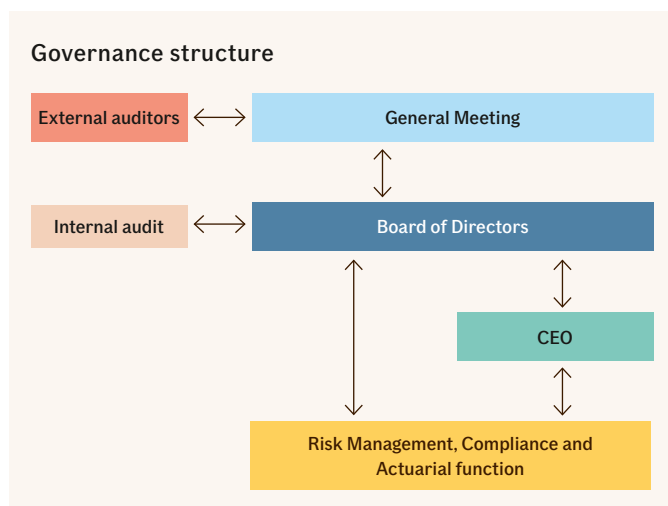 Governance structure
External auditors
General Meeting
Internal audit
Board of Directors
CEO
Risk Management, Compliance and
Actuarial function